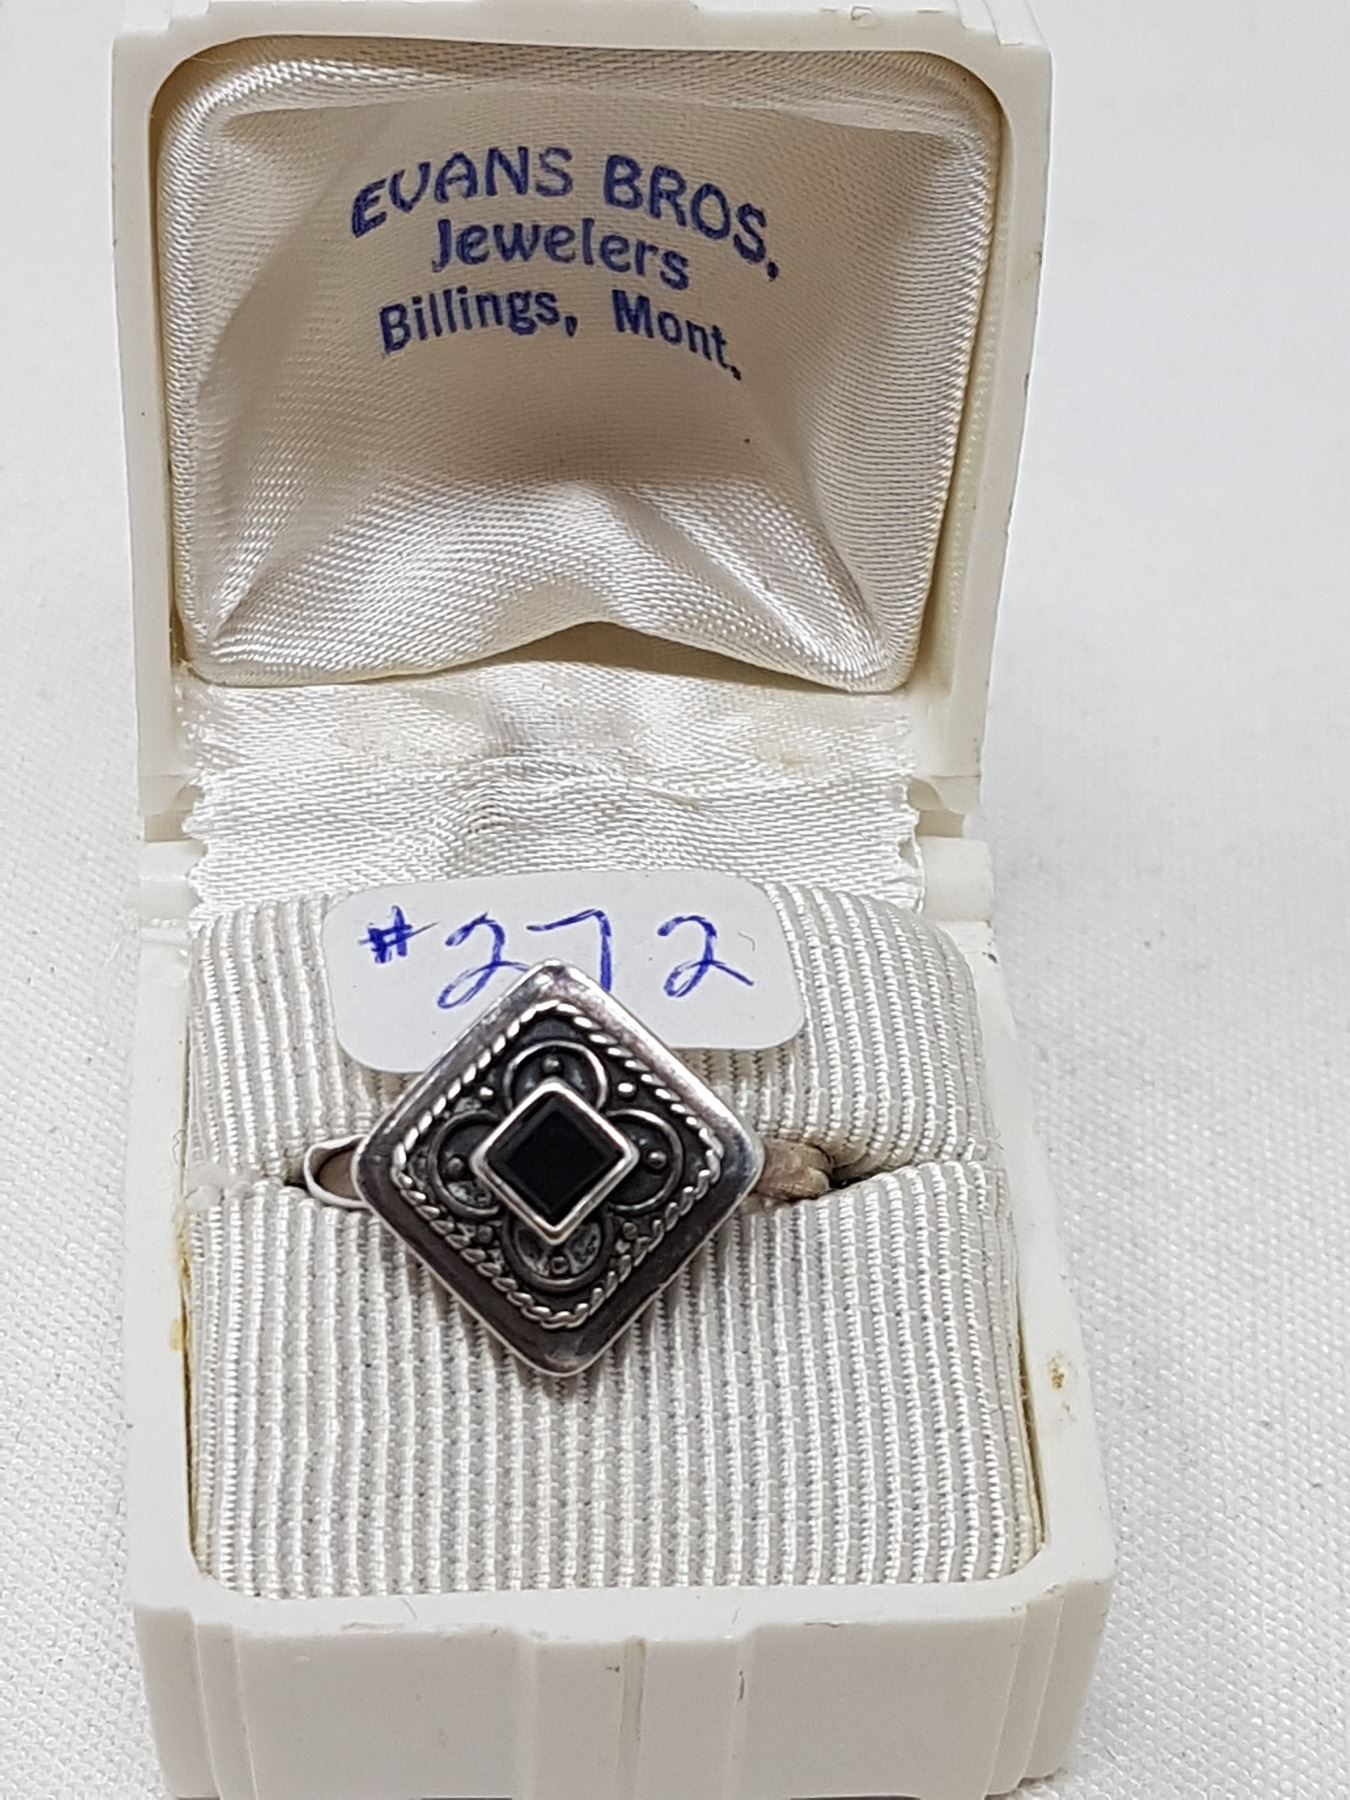 EVANS BROS,
Jewelers
Billings, Mont.
#272